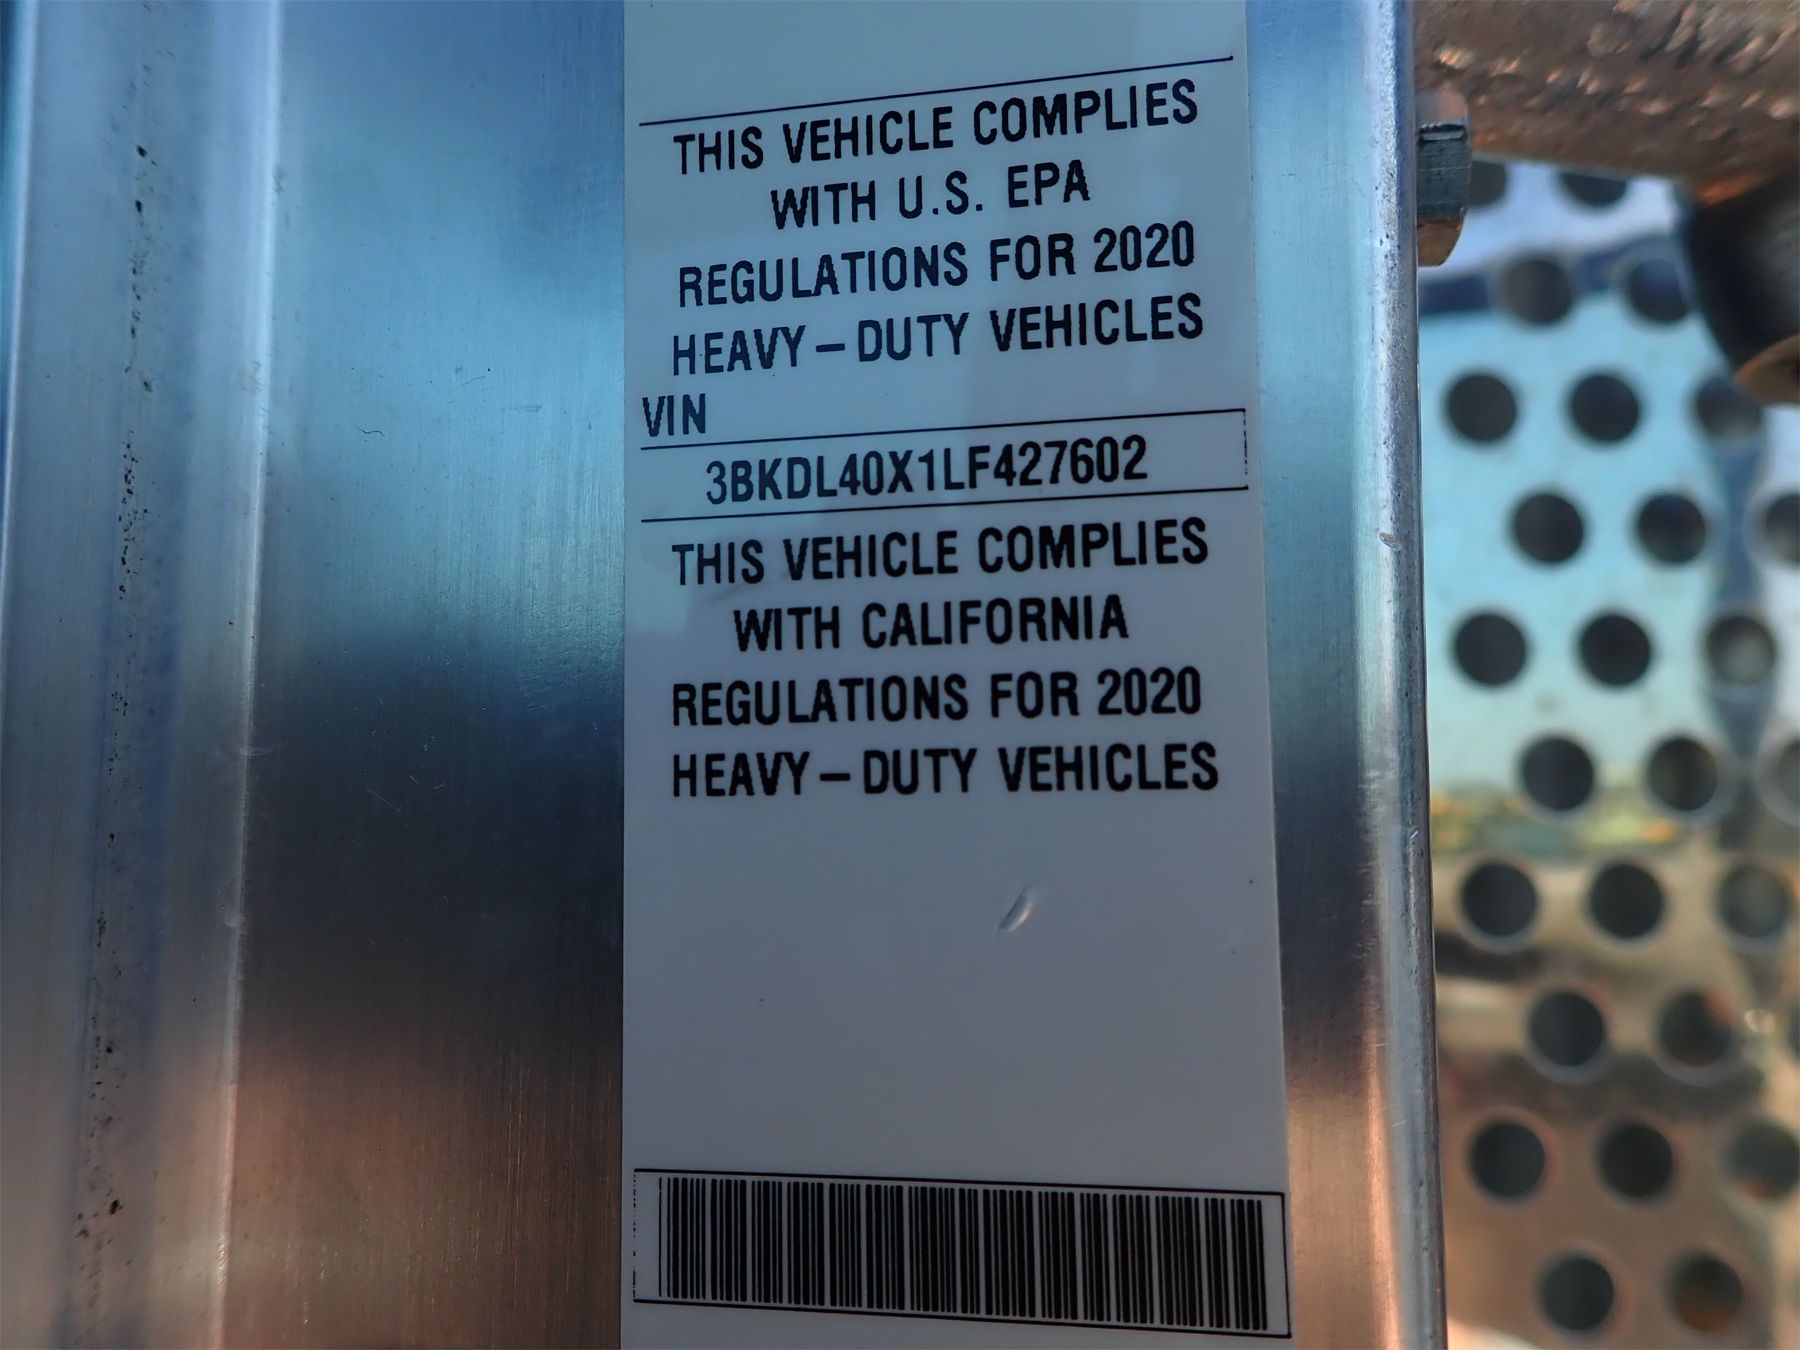 THIS VEHICLE COMPLIES
WITH U.S. EPA
REGULATIONS FOR 2020
HEAVY-DUTY VEHICLES
VIN
3BKDL40X1LF427602
THIS VEHICLE COMPLIES
WITH CALIFORNIA
REGULATIONS FOR 2020
HEAVY-DUTY VEHICLES